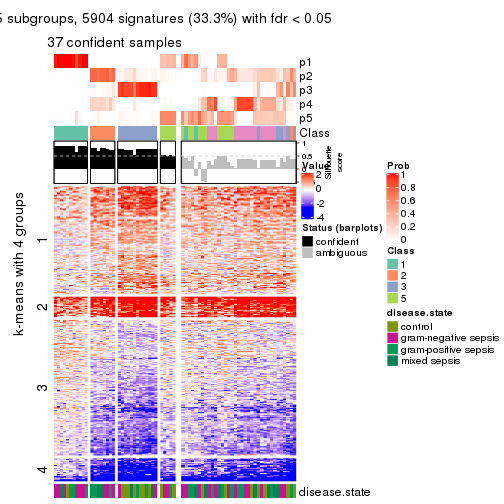 5 subgroups, 5904 signatures (33.3%) with fdr < 0.05
37 confident samples
p1
p2
p3
p4
p5
Class
1
0.5
0
Silhouette
score
Value
2
0
-2
-4
Status (barplots)
confident
ambiguous
Prob
1
0.8
0.6
0.4
0.2
0
Class
1
2
3
5
disease.state
control
gram-negative sepsis
gram-positive sepsis
mixed sepsis
k-means with 4 groups
1
2
3
4
disease.state